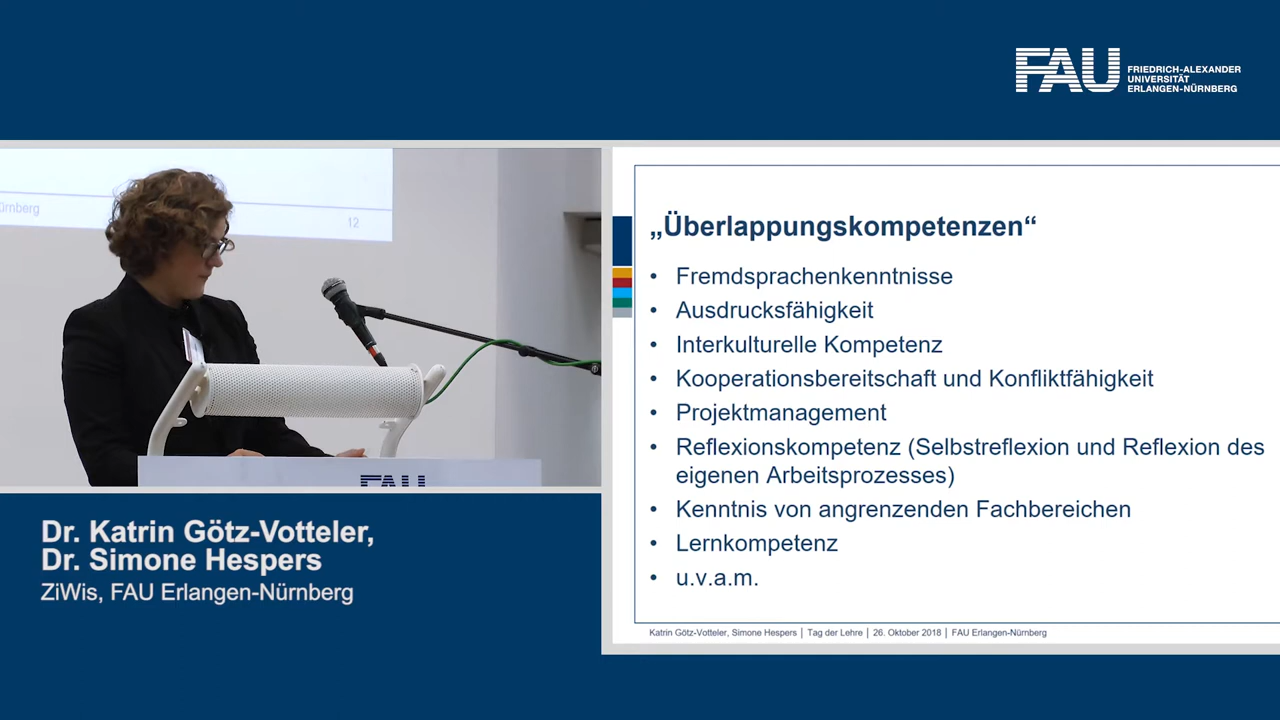 FAU
FRIEDRICH-ALEXANDER
UNIVERSITÄT
ERLANGEN-NÜRNBERG
ürnberg
12
FAU
Dr. Katrin Götz-Votteler,
Dr. Simone Hespers
ZiWis, FAU Erlangen-Nürnberg
„Überlappungskompetenzen“
• Fremdsprachenkenntnisse
• Ausdrucksfähigkeit
• Interkulturelle Kompetenz
• Kooperationsbereitschaft und Konfliktfähigkeit
• Projektmanagement
• Reflexionskompetenz (Selbstreflexion und Reflexion des
eigenen Arbeitsprozesses)
• Kenntnis von angrenzenden Fachbereichen
• Lernkompetenz
• u.v.a.m.
Katrin Götz-Votteler, Simone Hespers │ Tag der Lehre │ 26. Oktober 2018 │ FAU Erlangen-Nürnberg